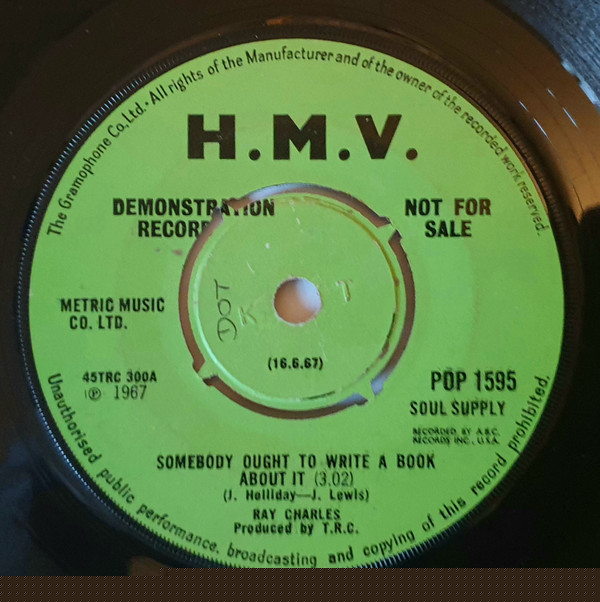 The Gramophone Co., Ltd. · All rights of the Manufacturer and of the owner of the recorded work reserved.
H.M.V.
DEMONSTRATION
RECORD
NOT FOR
SALE
METRIC MUSIC
CO. LTD.
DOT
K
(16.6.67)
45TRC 300A
℗ 1967
POP 1595
SOUL SUPPLY
RECORDED BY A.B.C.
RECORDS INC., U.S.A.
SOMEBODY OUGHT TO WRITE A BOOK
ABOUT IT (3.02)
(J. Holliday—J. Lewis)
RAY CHARLES
Produced by T.R.C.
Unauthorised public performance, broadcasting and copying of this record prohibited.